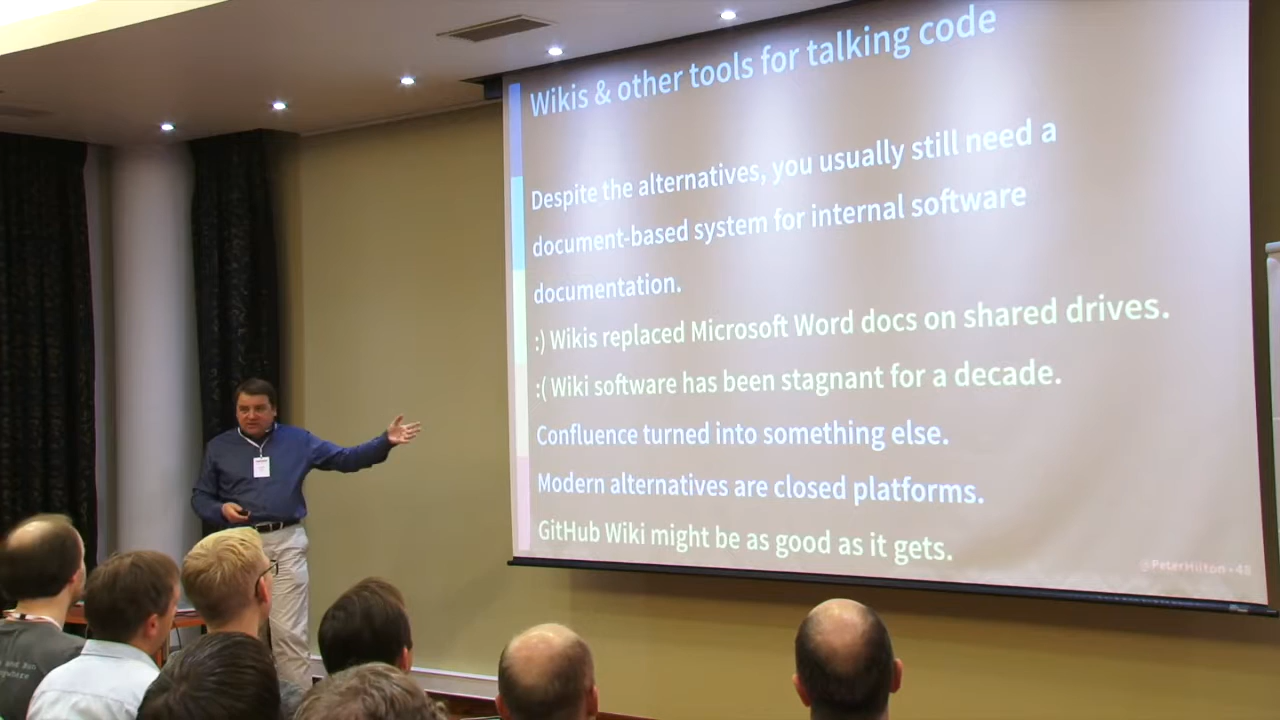 Wikis & other tools for talking code
Despite the alternatives, you usually still need a
document-based system for internal software
documentation.
:) Wikis replaced Microsoft Word docs on shared drives.
:( Wiki software has been stagnant for a decade.
Confluence turned into something else.
Modern alternatives are closed platforms.
GitHub Wiki might be as good as it gets.
@PeterHilton • 48